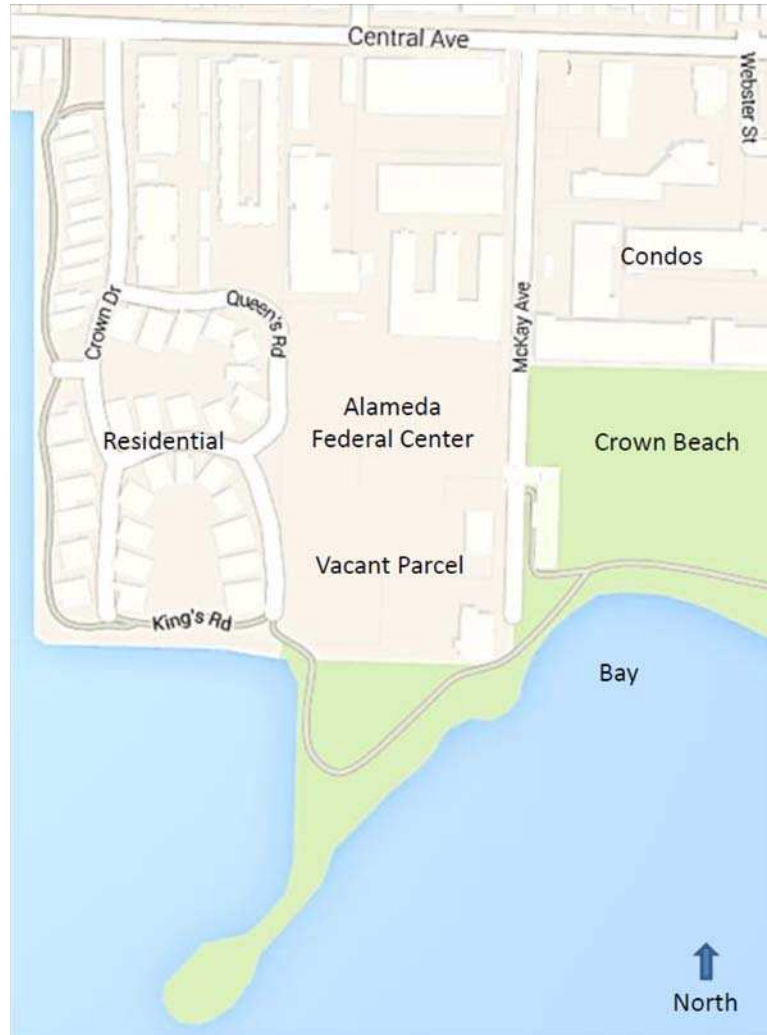 Central Ave
Webster St
Condos
Crown Dr
Queen's Rd
McKay Ave
Alameda
Federal Center
Residential
Crown Beach
Vacant Parcel
King's Rd
Bay
North